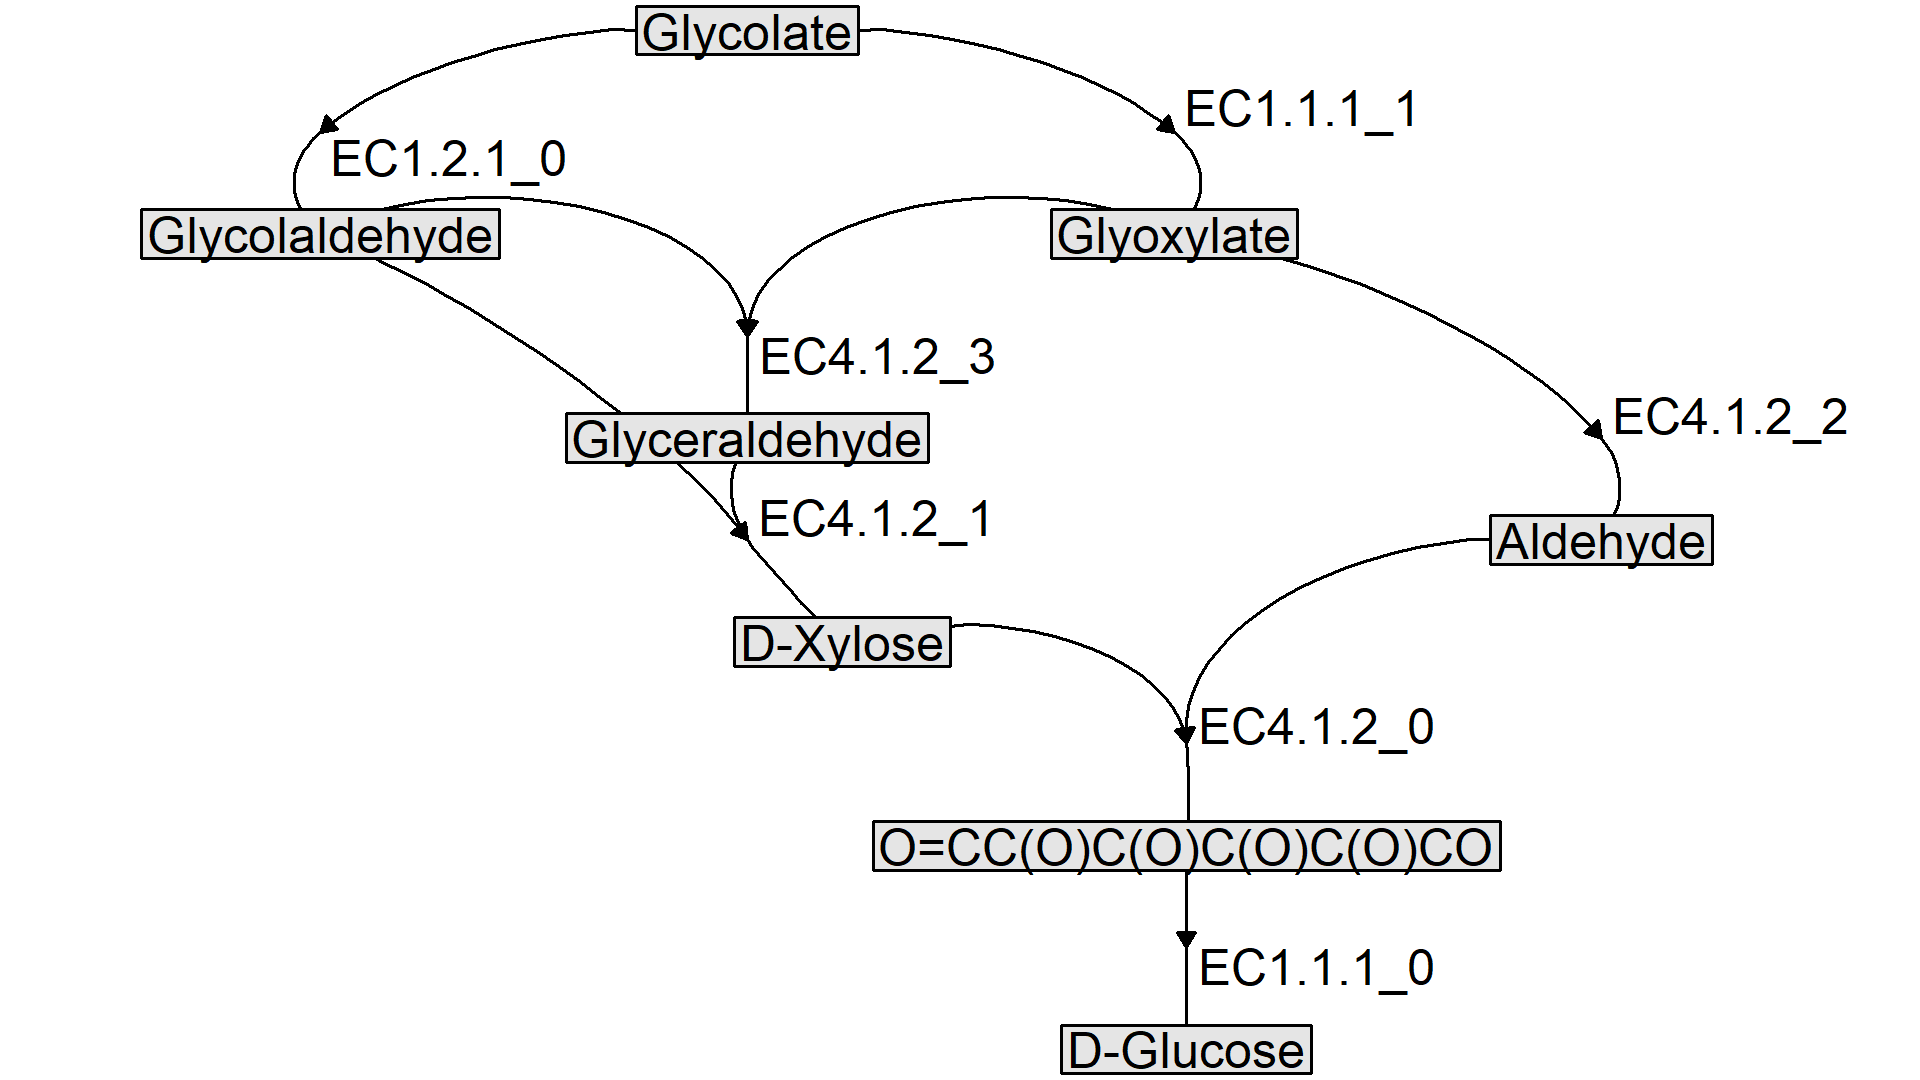 Glycolate
EC1.1.1_1
EC1.2.1_0
Glycolaldehyde
Glyoxylate
EC4.1.2_3
EC4.1.2_2
Glyceraldehyde
EC4.1.2_1
Aldehyde
D-Xylose
EC4.1.2_0
O=CC(O)C(O)C(O)C(O)CO
EC1.1.1_0
D-Glucose